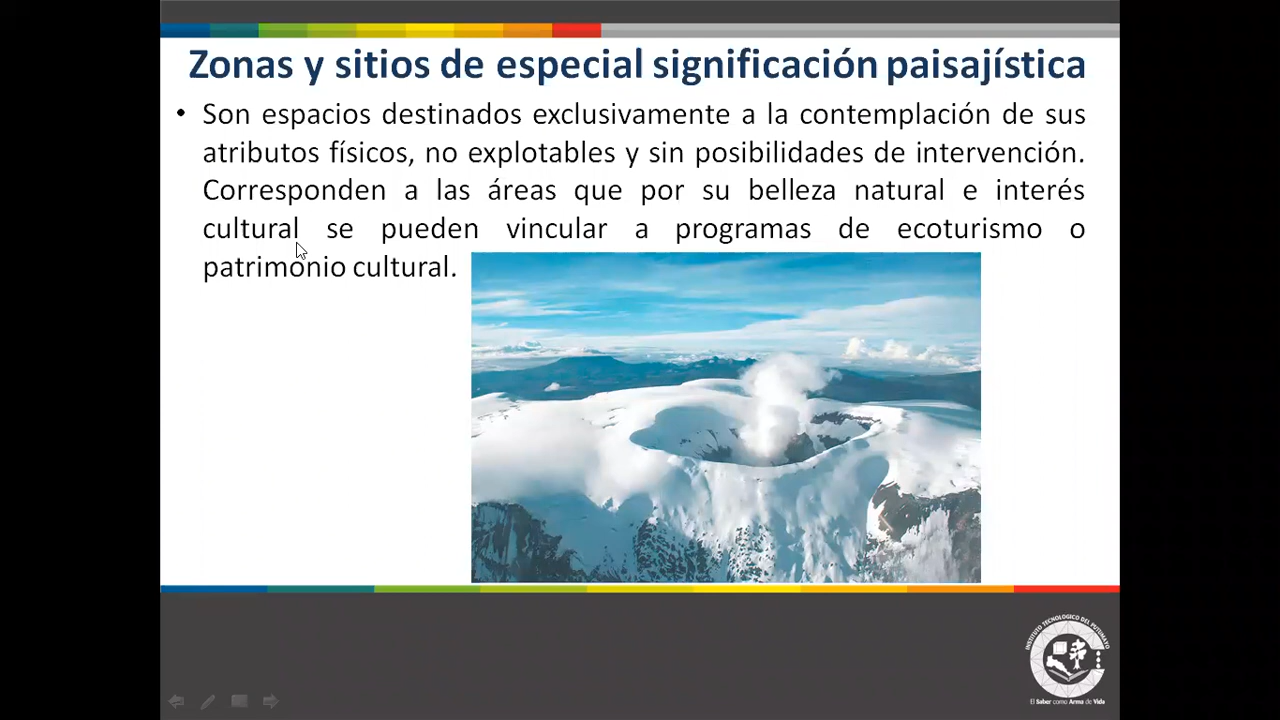 Zonas y sitios de especial significación paisajística
• Son espacios destinados exclusivamente a la contemplación de sus
atributos físicos, no explotables y sin posibilidades de intervención.
Corresponden a las áreas que por su belleza natural e interés
cultural se pueden vincular a programas de ecoturismo o
patrimonio cultural.
INSTITUTO TECNOLOGICO DEL PUTUMAYO
El Saber como Arma de Vida